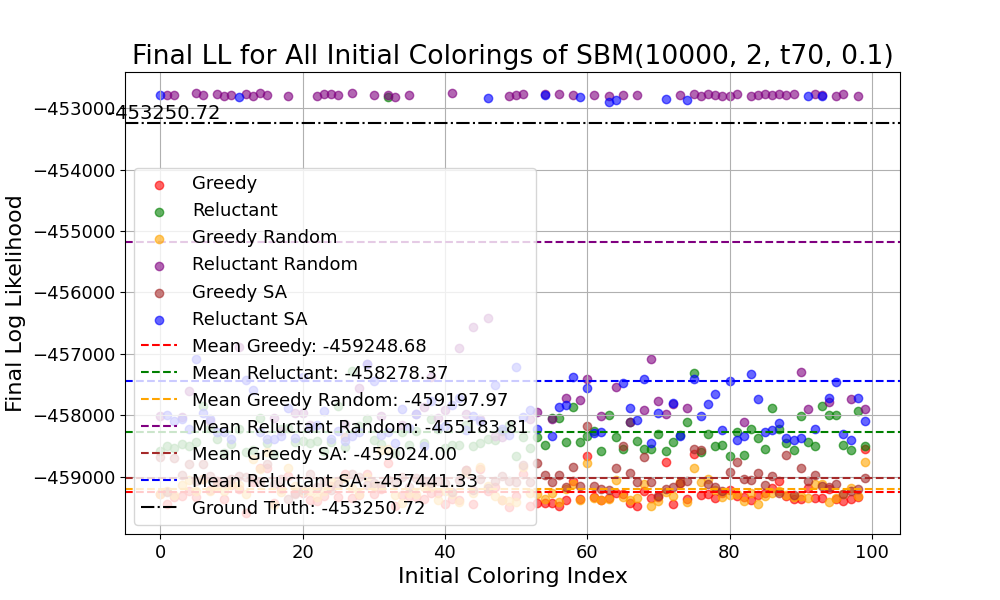 Final LL for All Initial Colorings of SBM(10000, 2, t70, 0.1)
Final Log Likelihood
−453000
-453250.72
−454000
−455000
−456000
−457000
−458000
−459000
Greedy
Reluctant
Greedy Random
Reluctant Random
Greedy SA
Reluctant SA
Mean Greedy: -459248.68
Mean Reluctant: -458278.37
Mean Greedy Random: -459197.97
Mean Reluctant Random: -455183.81
Mean Greedy SA: -459024.00
Mean Reluctant SA: -457441.33
Ground Truth: -453250.72
0 20 40 60 80 100
Initial Coloring Index